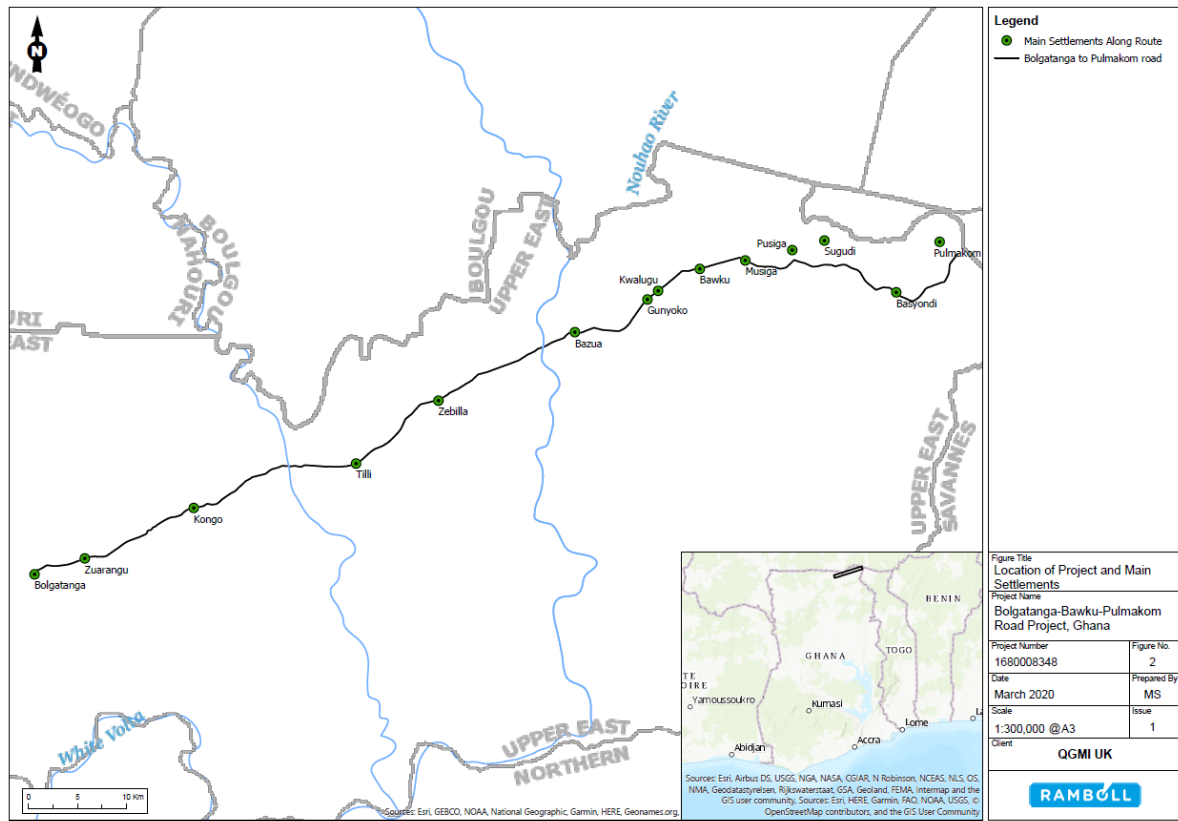 N
NDWÉOGO
BOULGOU
NAHOURI
URI
EAST
BOULGOU
UPPER EAST
Nouhao River
Pusiga
Sugudi
Pulmakom
Kwalugu
Bawku
Musiga
Gunyoko
Basyondi
Bazua
Zebilla
Tilli
Kongo
Zuarangu
Bolgatanga
UPPER EAST
SAVANNES
White Volta
UPPER EAST
NORTHERN
0 5 10 Km
Sources: Esri, GEBCO, NOAA, National Geographic, Garmin, HERE, Geonames.org,
BENIN
GHANA
TOGO
TE
OIRE
Yamoussoukro
Kumasi
Lome
La
Accra
Abidjan
Sources: Esri, Airbus DS, USGS, NGA, NASA, CGIAR, N Robinson, NCEAS, NLS, OS,
NMA, Geodatastyrelsen, Rijkswaterstaat, GSA, Geoland, FEMA, Intermap and the
GIS user community, Sources: Esri, HERE, Garmin, FAO, NOAA, USGS, ©
OpenStreetMap contributors, and the GIS User Community
Legend
Main Settlements Along Route
Bolgatanga to Pulmakom road
Figure Title
Location of Project and Main
Settlements
Project Name
Bolgatanga-Bawku-Pulmakom
Road Project, Ghana
Project Number
1680008348
Figure No.
2
Date
March 2020
Prepared By
MS
Scale
1:300,000 @A3
Issue
1
Client
QGMI UK
RAMBOLL